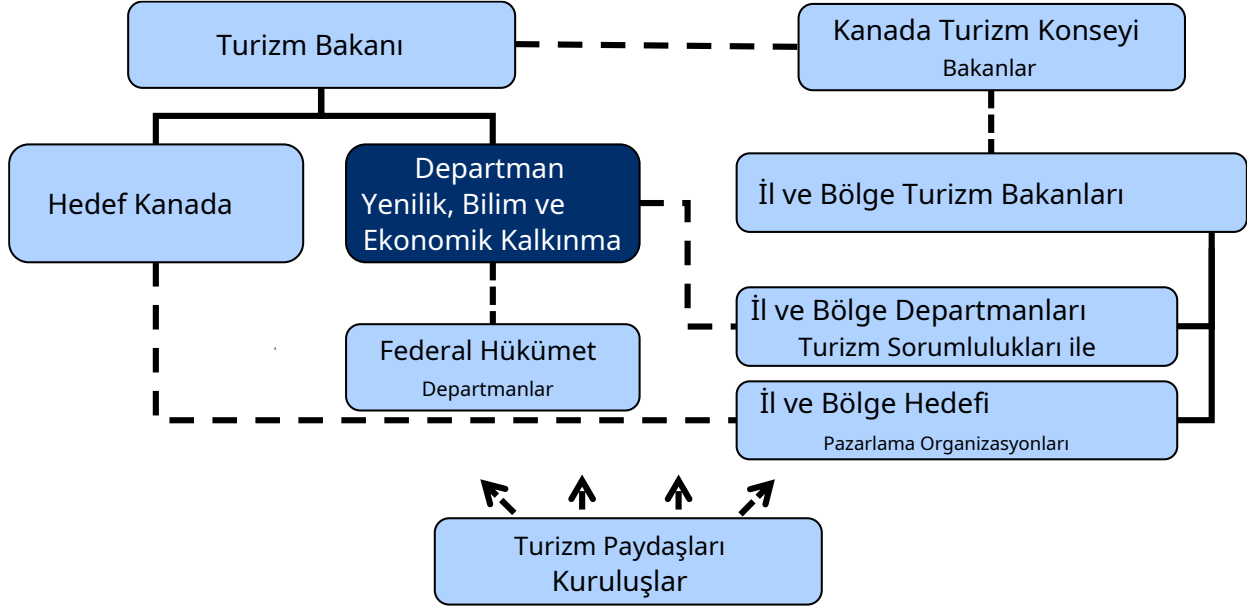 Turizm Bakanı
Kanada Turizm Konseyi
Bakanlar
Hedef Kanada
Departman
Yenilik, Bilim ve
Ekonomik Kalkınma
İl ve Bölge Turizm Bakanları
Federal Hükümet
Departmanlar
İl ve Bölge Departmanları
Turizm Sorumlulukları ile
İl ve Bölge Hedefi
Pazarlama Organizasyonları
Turizm Paydaşları
Kuruluşlar